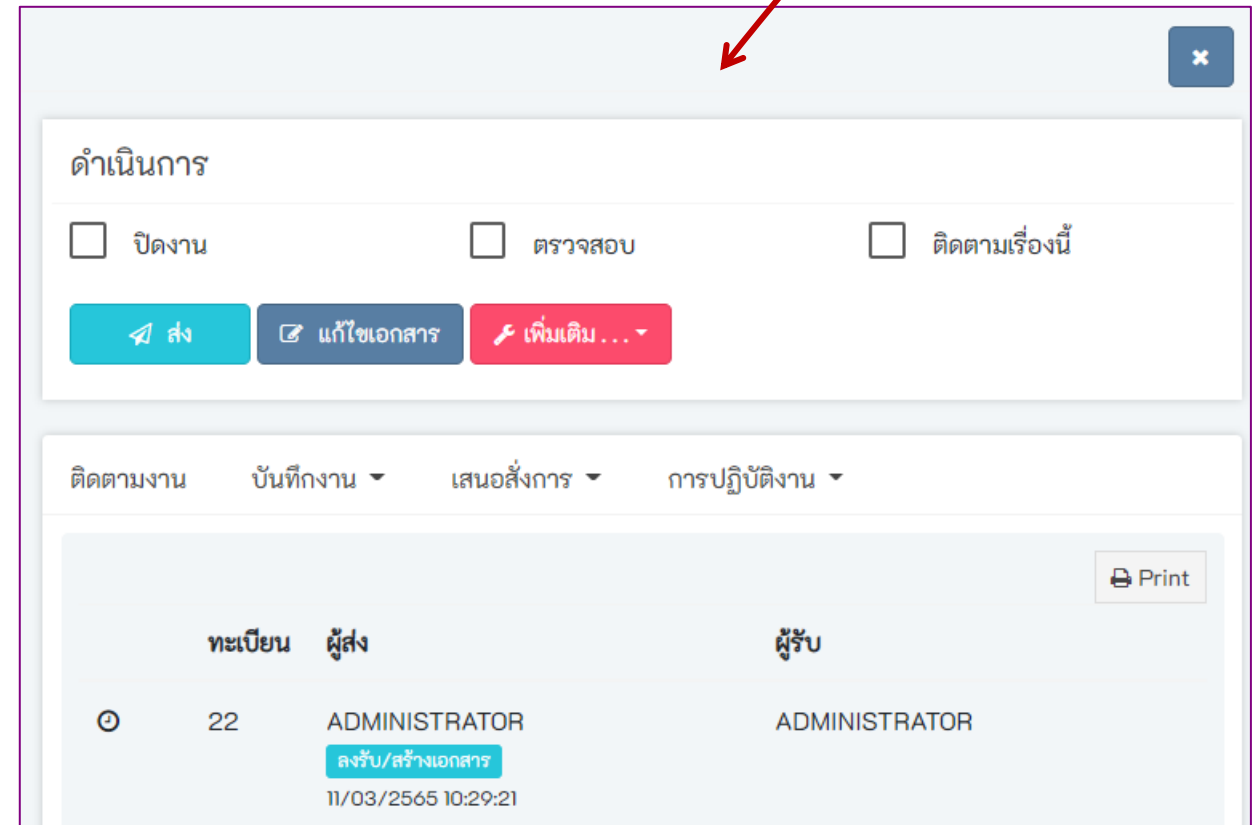 ดำเนินการ
ปิดงาน ตรวจสอบ ติดตามเรื่องนี้
ส่ง แก้ไขเอกสาร เพิ่มเติม . . .
ติดตามงาน บันทึกงาน เสนอสั่งการ การปฏิบัติงาน
Print
ทะเบียน ผู้ส่ง ผู้รับ
22 ADMINISTRATOR ADMINISTRATOR
ลงรับ/สร้างเอกสาร
11/03/2565 10:29:21